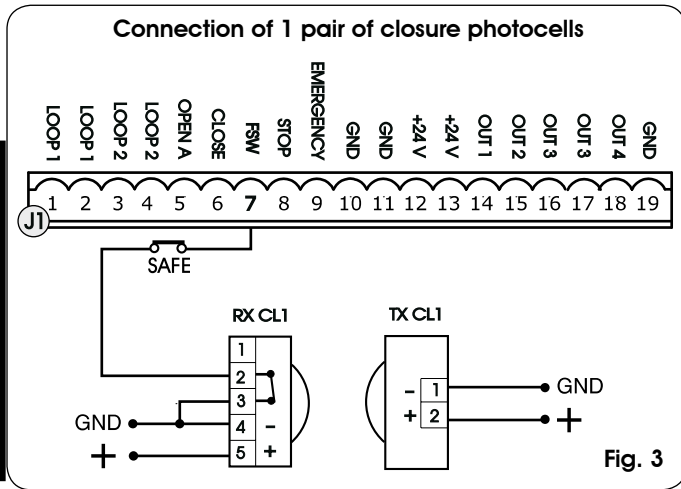 Connection of 1 pair of closure photocells
LOOP 1 LOOP 1 LOOP 2 LOOP 2 OPEN A CLOSE FSW STOP EMERGENCY GND GND +24 V +24 V OUT 1 OUT 2 OUT 3 OUT 3 OUT 4 GND
1 2 3 4 5 6 7 8 9 10 11 12 13 14 15 16 17 18 19
J1
SAFE
RX CL1 TX CL1
1
2
3
GND 4 -
+ 5 +
- 1 GND
+ 2 +
Fig. 3